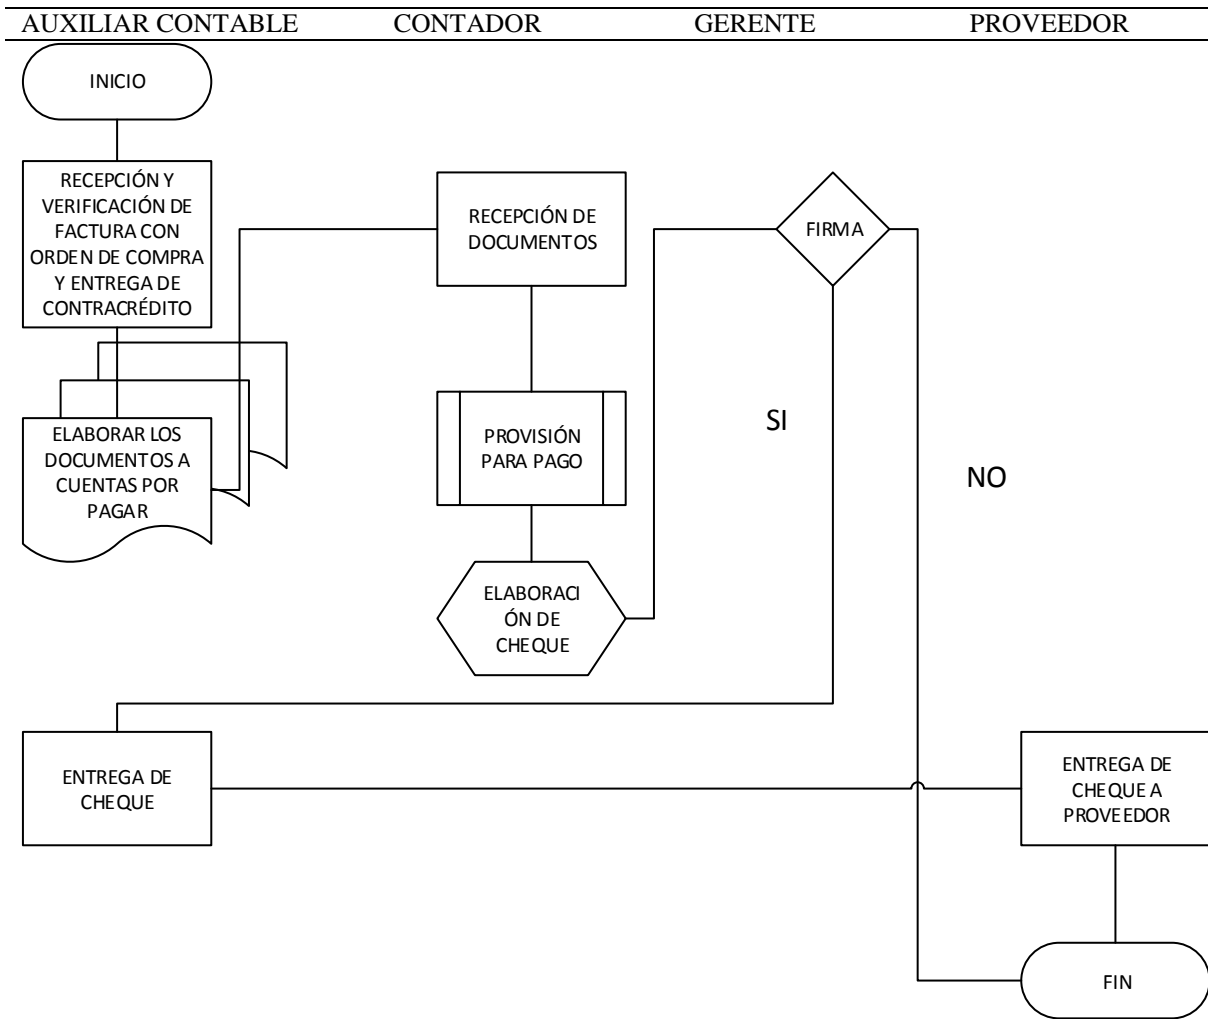 AUXILIAR CONTABLE CONTADOR GERENTE PROVEEDOR
INICIO
RECEPCIÓN Y
VERIFICACIÓN DE
FACTURA CON
ORDEN DE COMPRA
Y ENTREGA DE
CONTRACRÉDITO
RECEPCIÓN DE
DOCUMENTOS
FIRMA
ELABORAR LOS
DOCUMENTOS A
CUENTAS POR
PAGAR
PROVISIÓN
PARA PAGO
SI
NO
ELABORACI
ÓN DE
CHEQUE
ENTREGA DE
CHEQUE
ENTREGA DE
CHEQUE A
PROVEEDOR
FIN